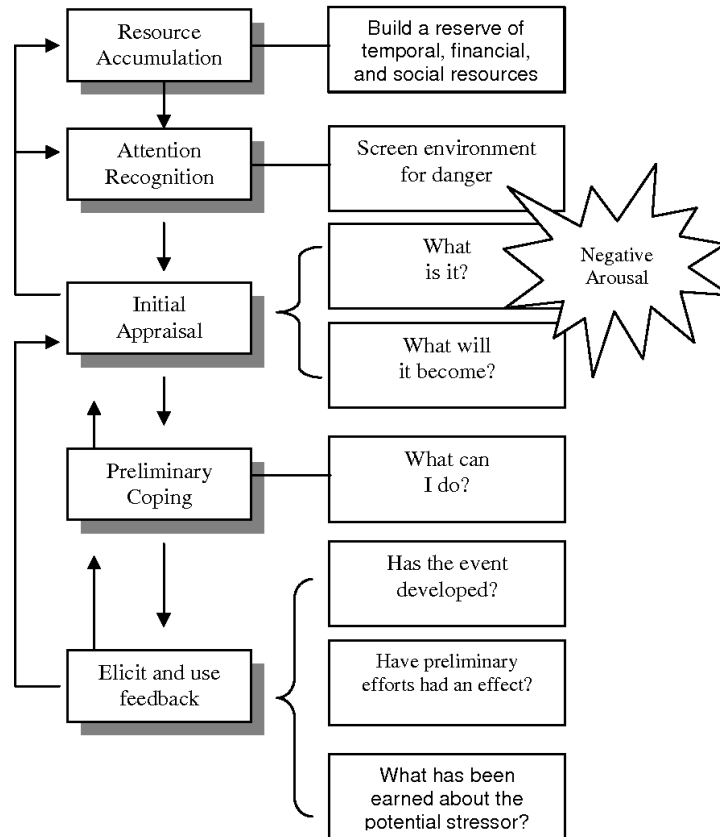 Resource
Accumulation
Build a reserve of
temporal, financial,
and social resources
Attention
Recognition
Screen environment
for danger
Negative
Arousal
What
is it?
Initial
Appraisal
What will
it become?
Preliminary
Coping
What can
I do?
Has the event
developed?
Elicit and use
feedback
Have preliminary
efforts had an effect?
What has been
earned about the
potential stressor?